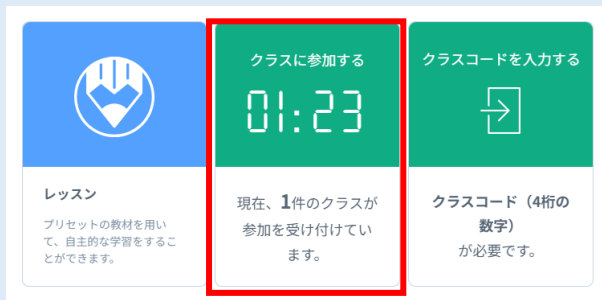 レッスン
プリセットの教材を用い
て、自主的な学習をするこ
とができます。
クラスに参加する
01:23
現在、1件のクラスが
参加を受け付けてい
ます。
クラスコードを入力する
クラスコード（4桁の
数字）
が必要です。